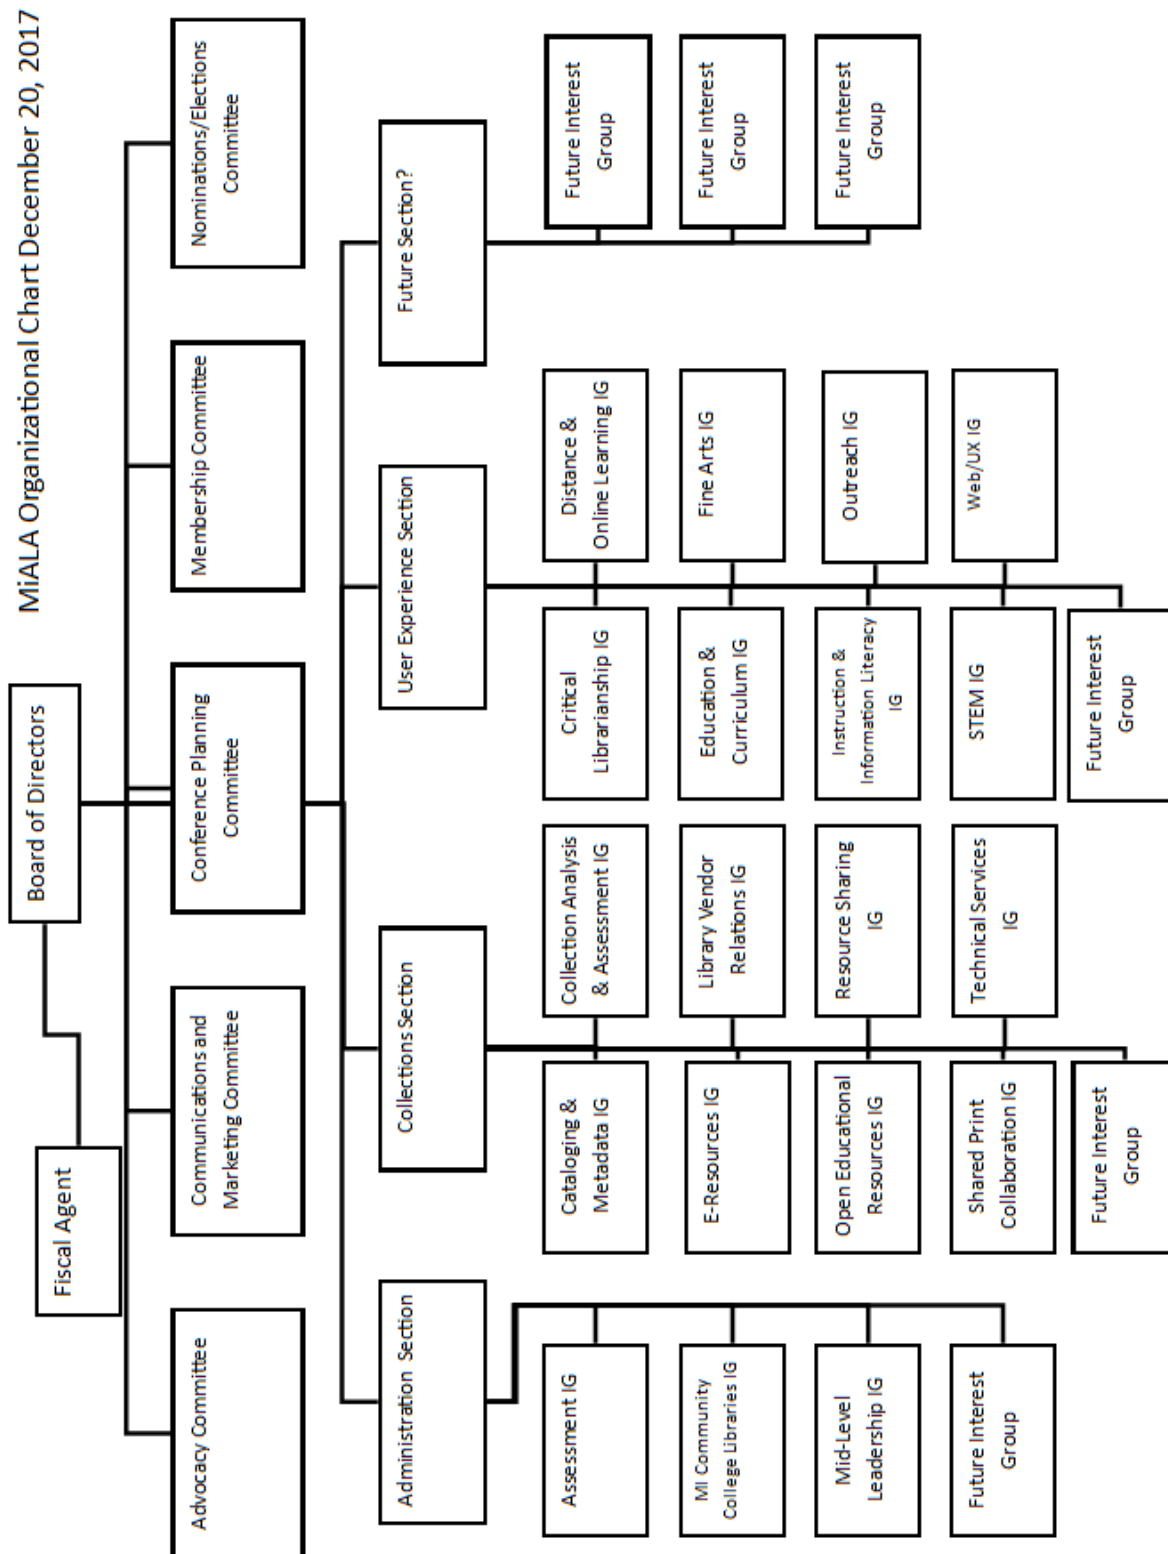 MiALA Organizational Chart December 20, 2017
Board of Directors
Fiscal Agent
Advocacy Committee
Communications and
Marketing Committee
Conference Planning
Committee
Membership Committee
Nominations/Elections
Committee
Administration Section
Collections Section
User Experience Section
Future Section?
Assessment IG
MI Community
College Libraries IG
Mid-Level
Leadership IG
Future Interest
Group
Cataloging &
Metadata IG
Collection Analysis
& Assessment IG
E-Resources IG
Library Vendor
Relations IG
Open Educational
Resources IG
Resource Sharing
IG
Shared Print
Collaboration IG
Technical Services
IG
Future Interest
Group
Critical
Librarianship IG
Distance &
Online Learning IG
Education &
Curriculum IG
Fine Arts IG
Instruction &
Information Literacy
IG
Outreach IG
STEM IG
Web/UX IG
Future Interest
Group
Future Interest
Group
Future Interest
Group
Future Interest
Group